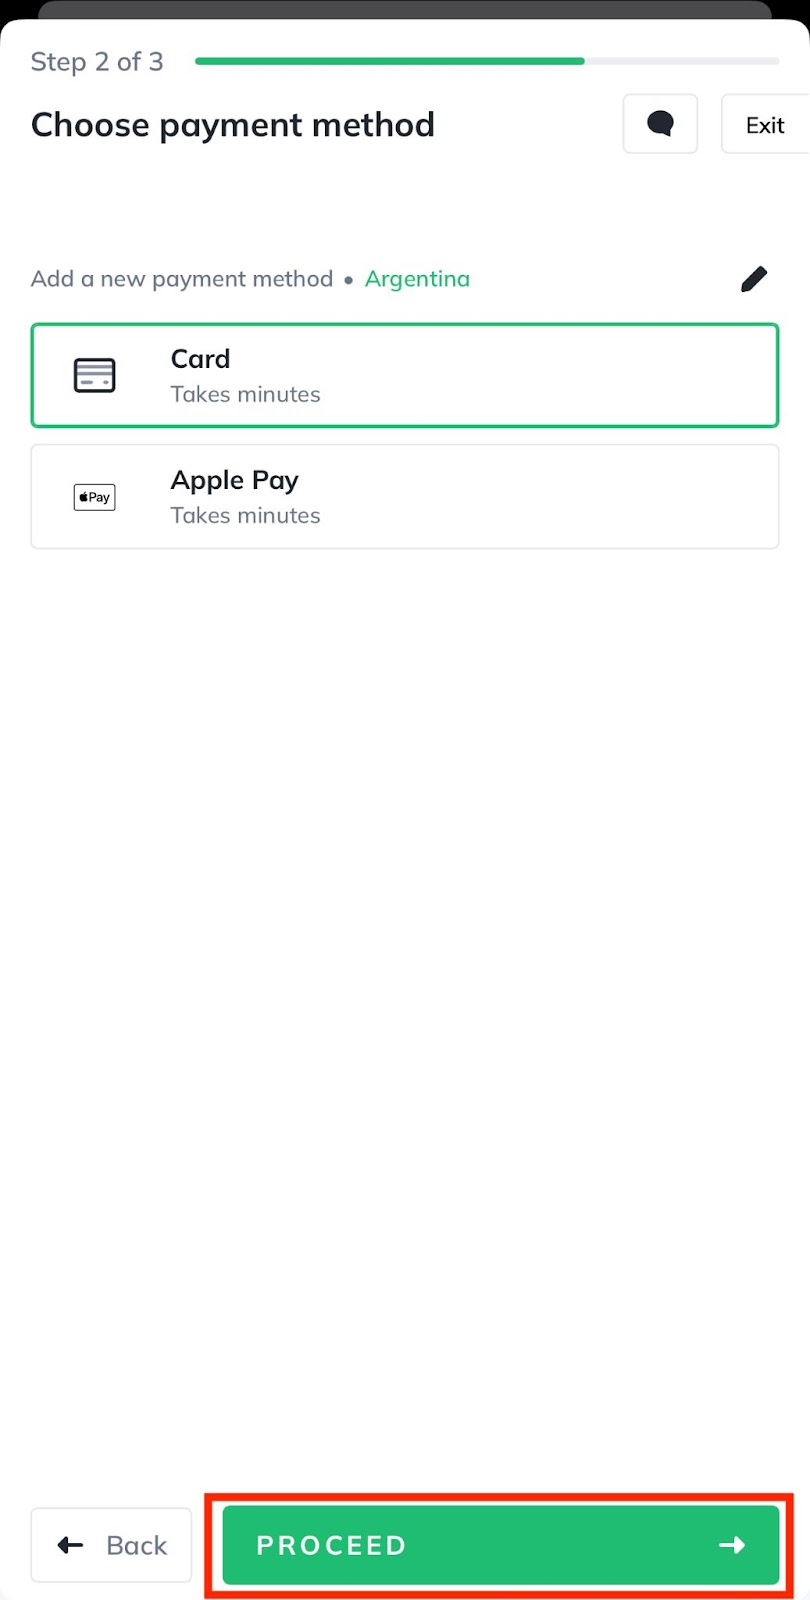 Step 2 of 3
Choose payment method
Exit
Add a new payment method • Argentina
Card
Takes minutes
Pay
Apple Pay
Takes minutes
Back
PROCEED